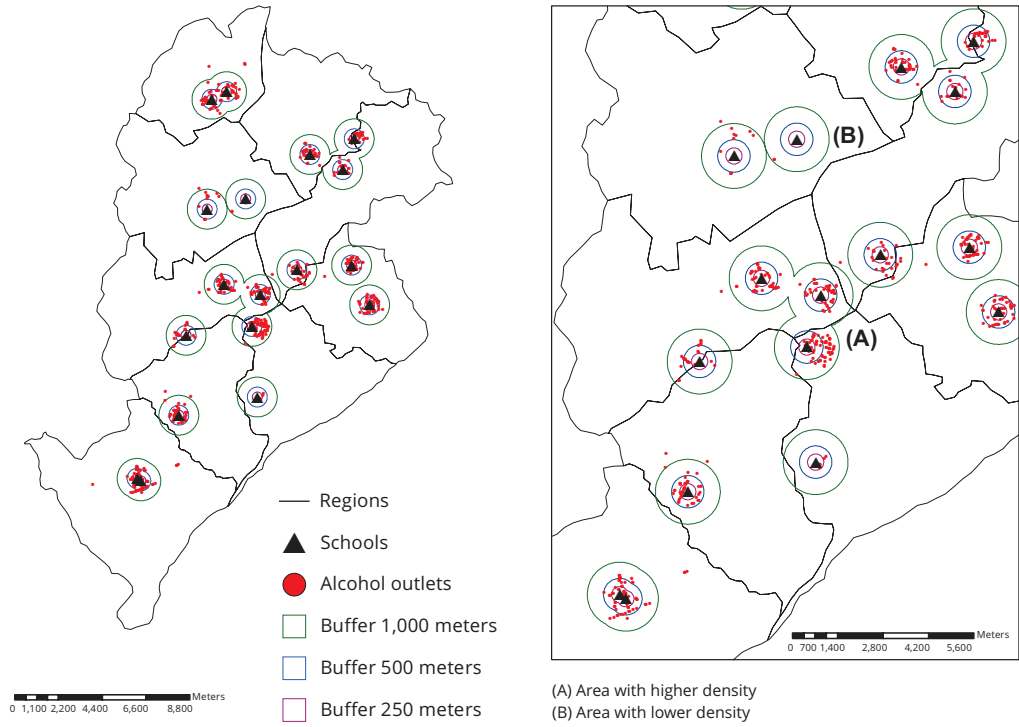 (B)
(A)
Regions
Schools
Alcohol outlets
Buffer 1,000 meters
Buffer 500 meters
Buffer 250 meters
Meters
0 1,100 2,200 4,400 6,600 8,800
Meters
0 700 1,400 2,800 4,200 5,600
(A) Area with higher density
(B) Area with lower density